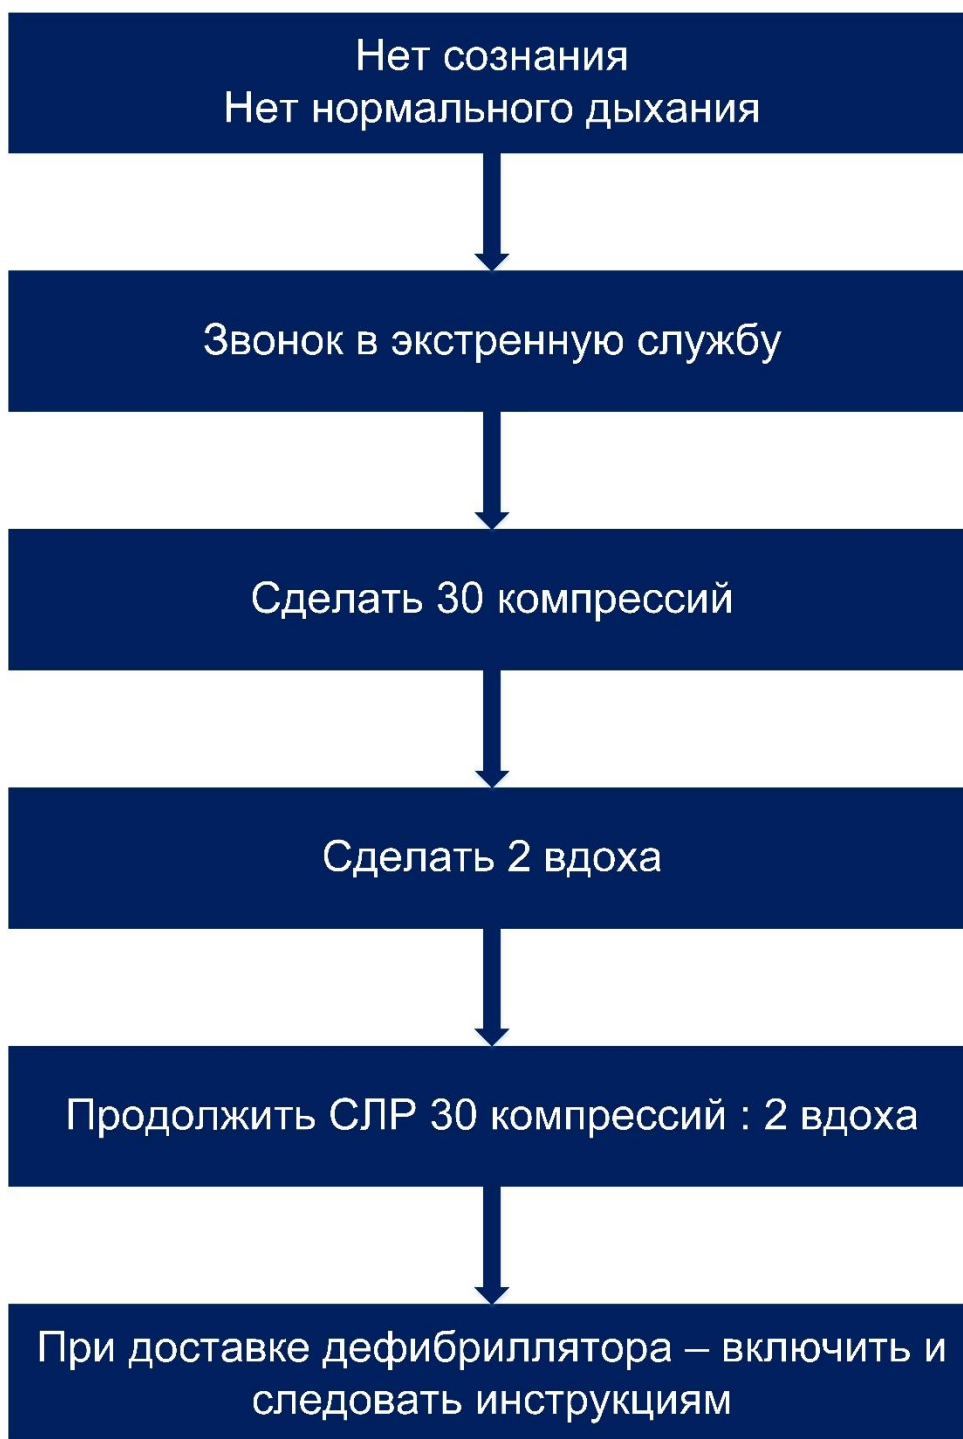 Нет сознания
Нет нормального дыхания
Звонок в экстренную службу
Сделать 30 компрессий
Сделать 2 вдоха
Продолжить СЛР 30 компрессий : 2 вдоха
При доставке дефибриллятора – включить и
следовать инструкциям